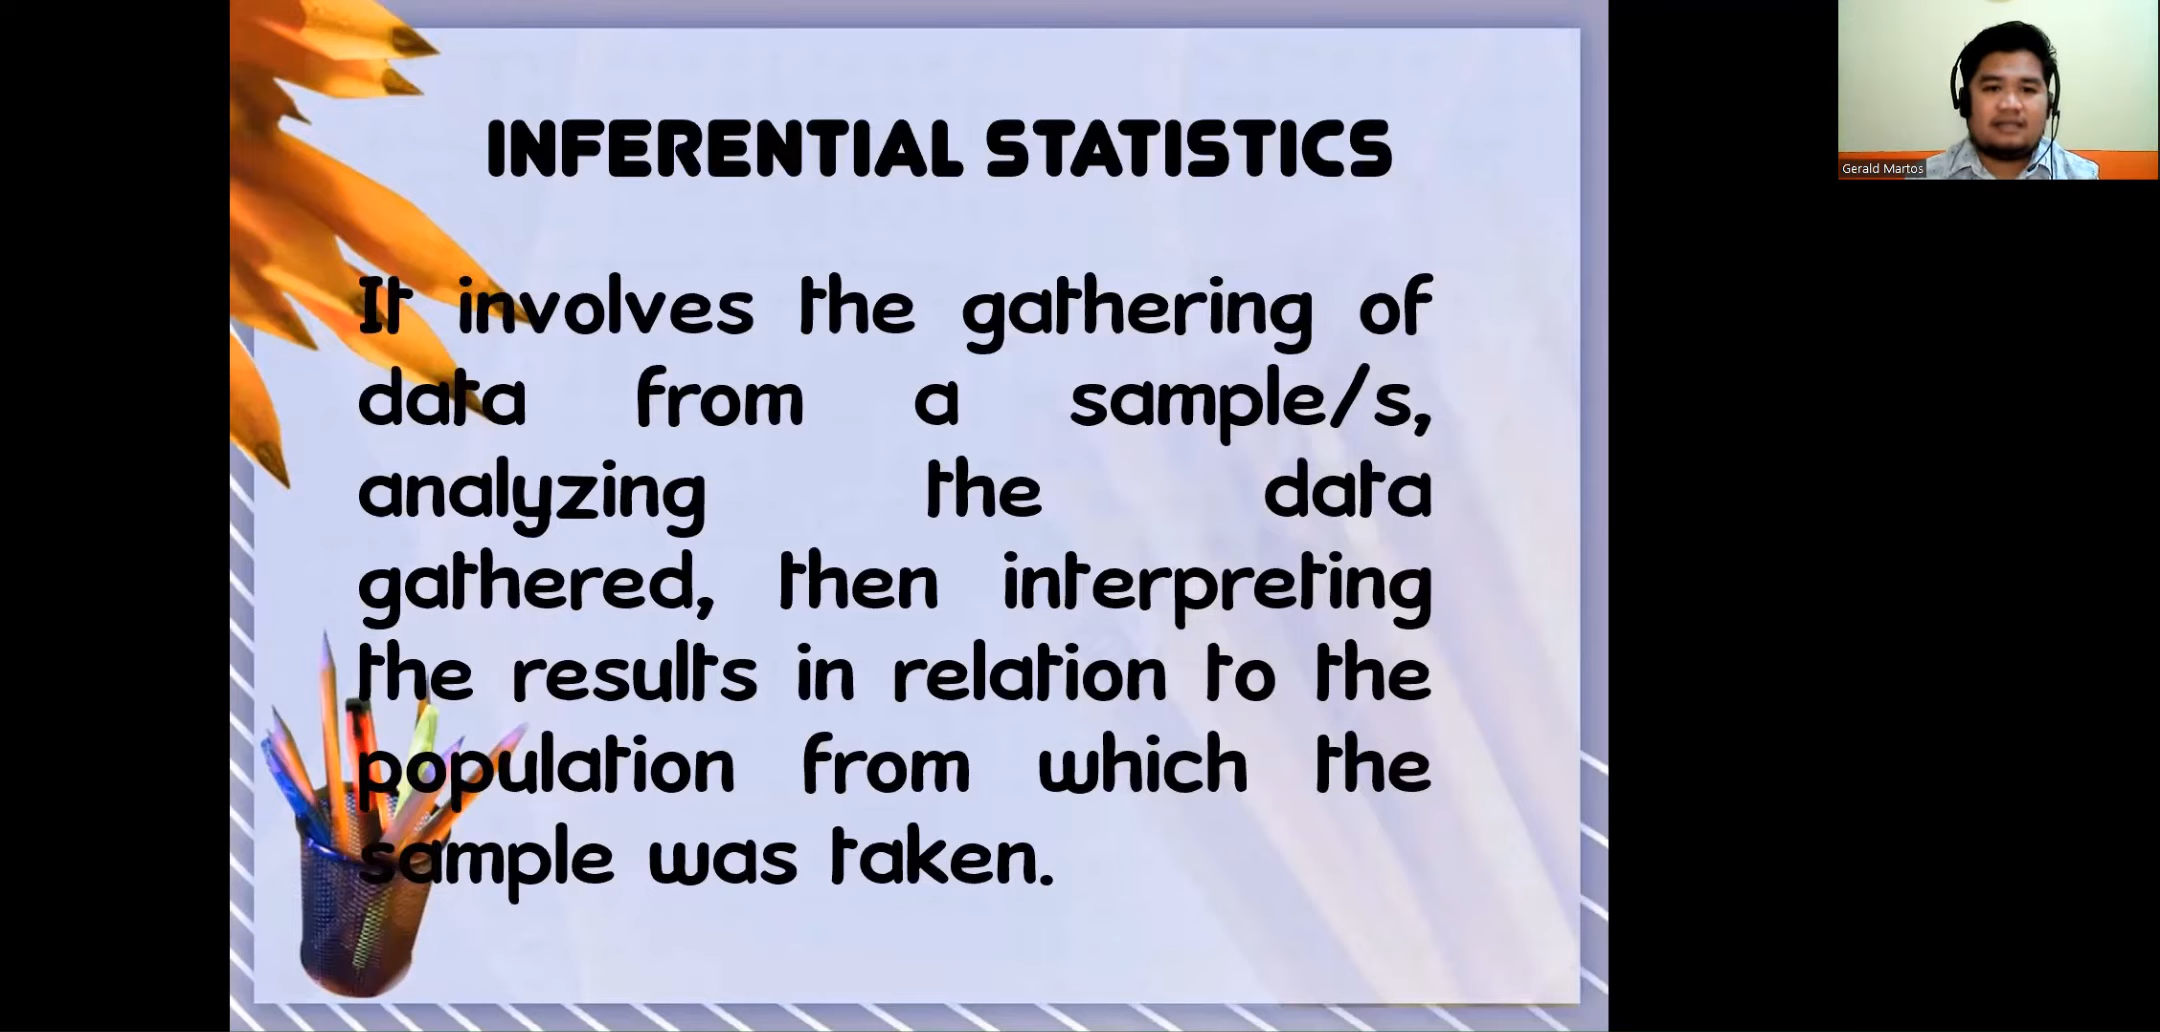 INFERENTIAL STATISTICS
It involves the gathering of
data from a sample/s,
analyzing the data
gathered, then interpreting
the results in relation to the
population from which the
sample was taken.
Gerald Martos